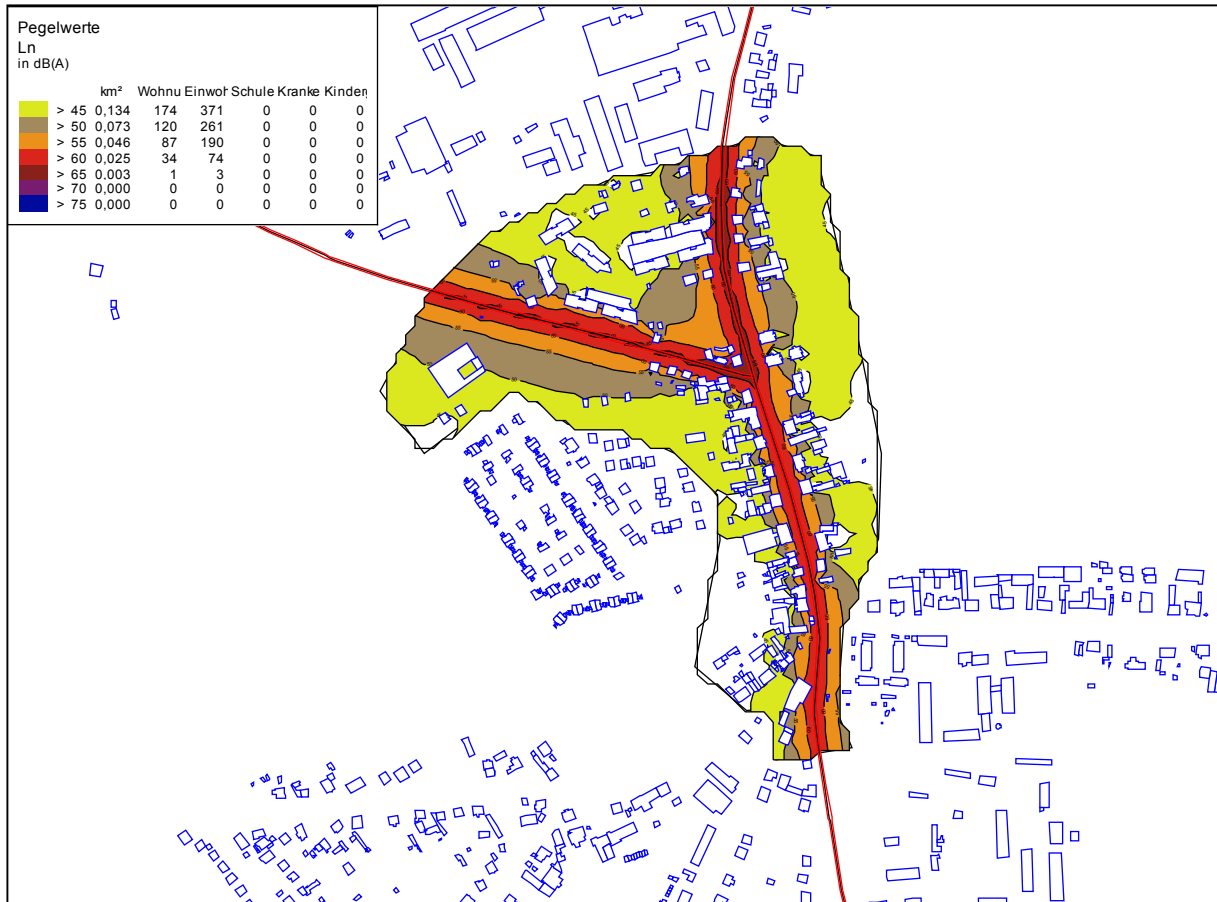 Pegelwerte
Ln
in dB(A)
km² Wohnu Einwoh Schule Kranke Kinder
> 45 0,134 174 371 0 0 0
> 50 0,073 120 261 0 0 0
> 55 0,046 87 190 0 0 0
> 60 0,025 34 74 0 0 0
> 65 0,003 1 3 0 0 0
> 70 0,000 0 0 0 0 0
> 75 0,000 0 0 0 0 0